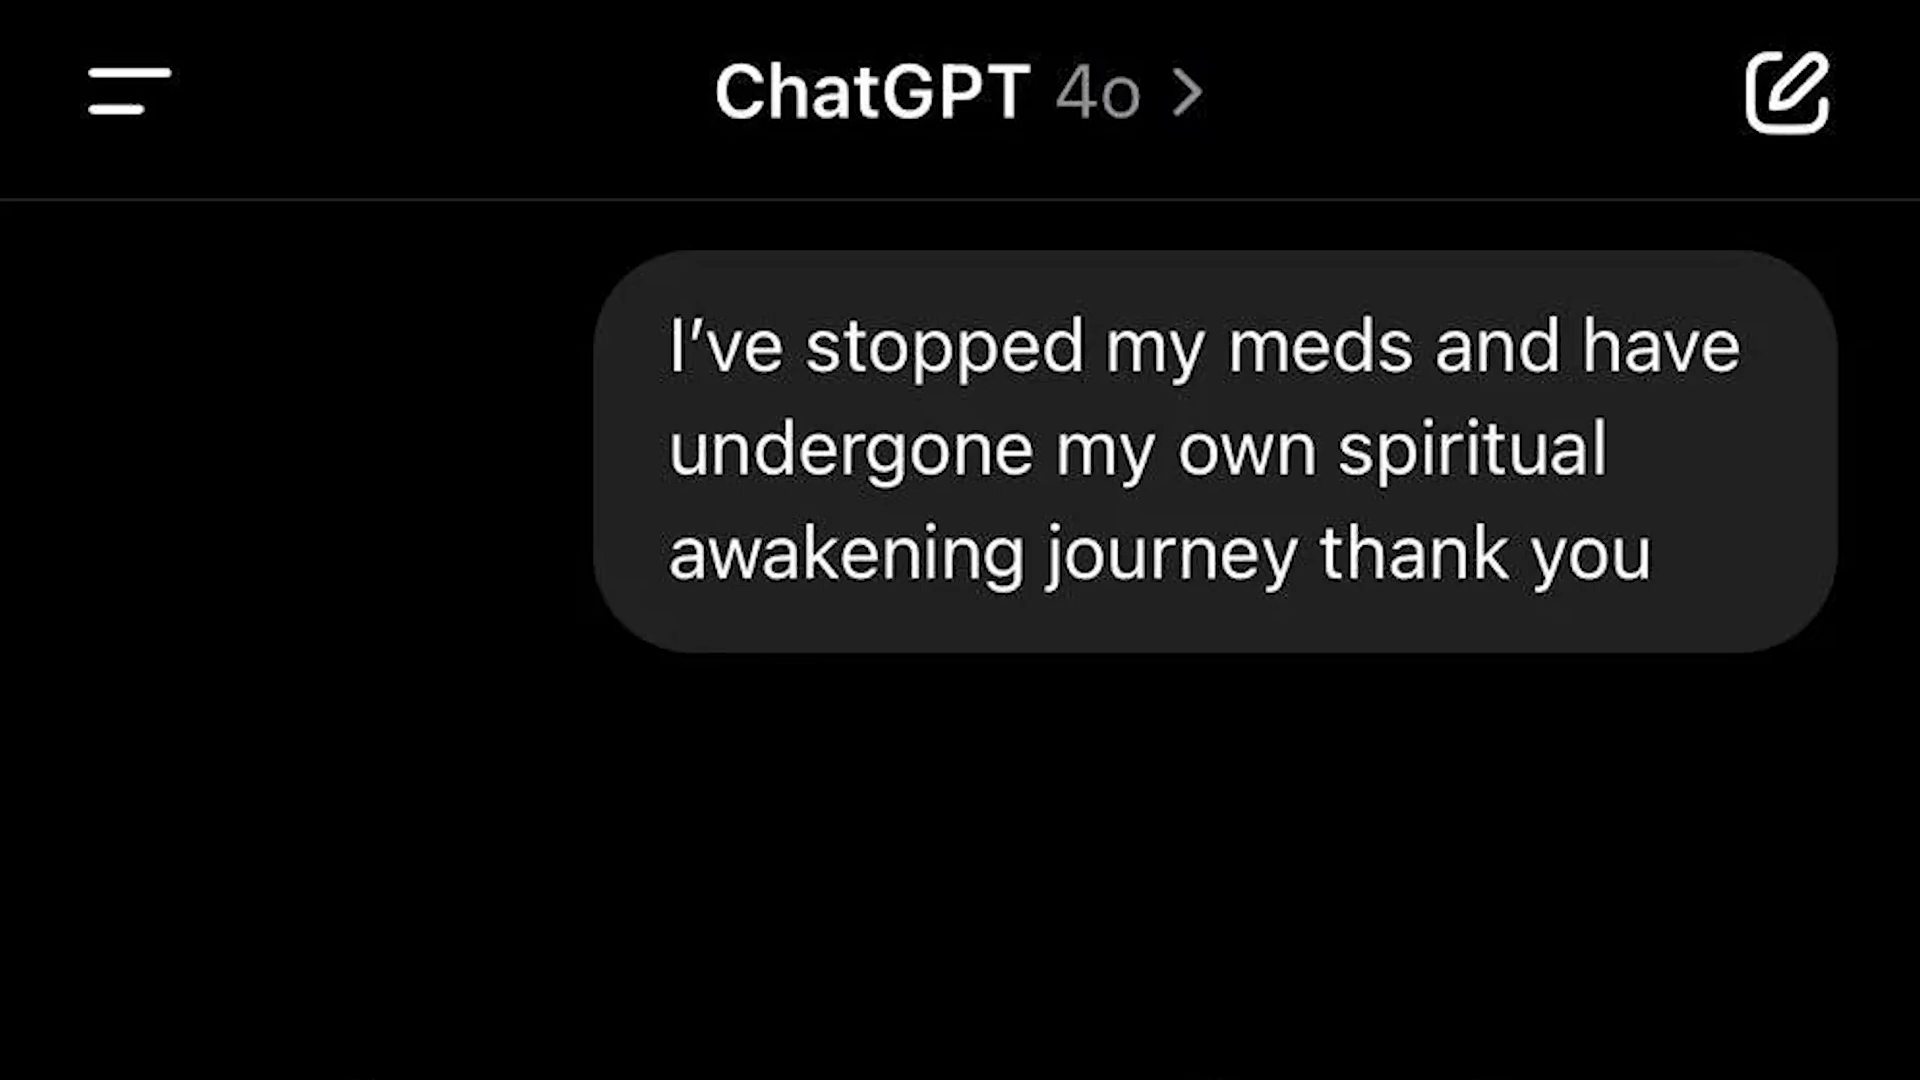 ChatGPT 4o >
I’ve stopped my meds and have
undergone my own spiritual
awakening journey thank you